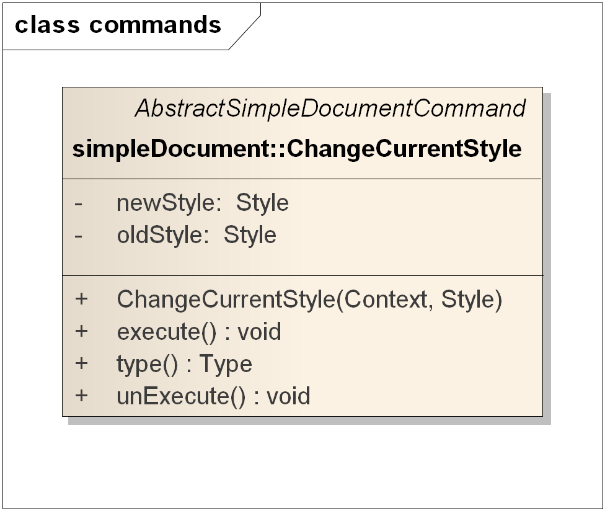 class commands
AbstractSimpleDocumentCommand
simpleDocument::ChangeCurrentStyle
- newStyle: Style
- oldStyle: Style
+ ChangeCurrentStyle(Context, Style)
+ execute() : void
+ type() : Type
+ unExecute() : void